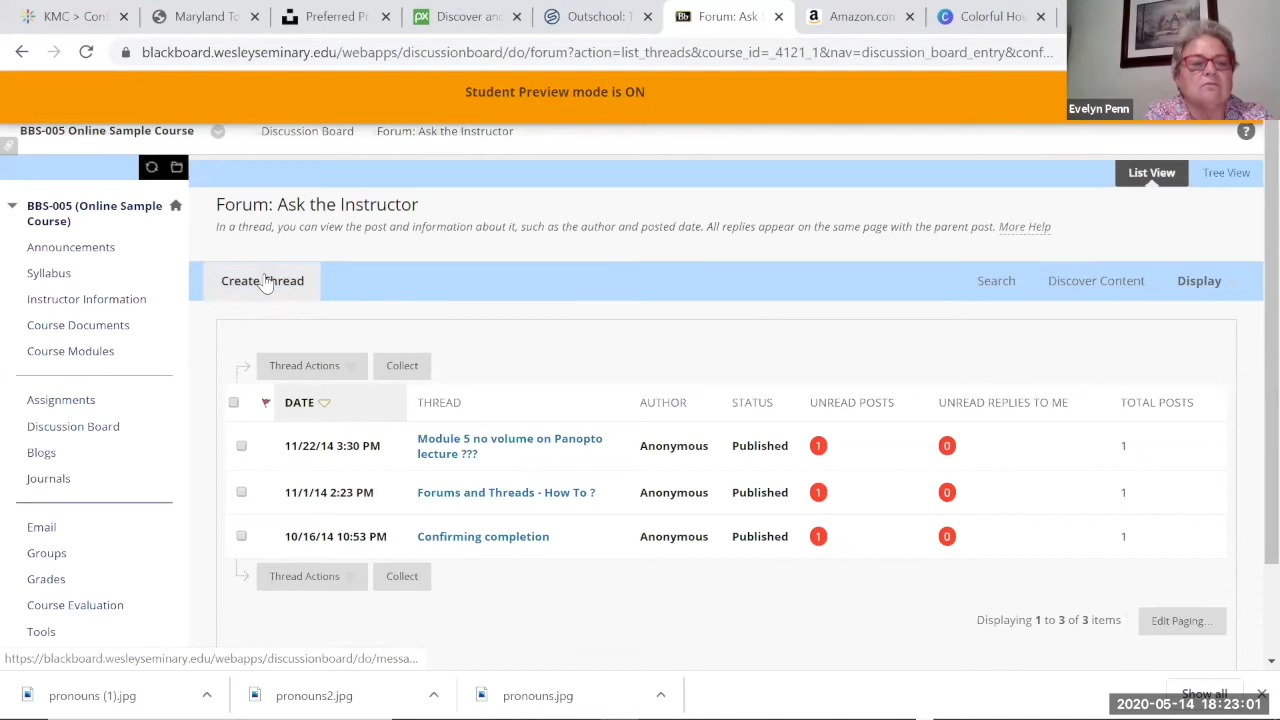 KMC > Cont
Maryland To
Preferred Pr
Discover and
Outschool: T
Forum: Ask
Amazon.com
Colorful Ho
blackboard.wesleyseminary.edu/webapps/discussionboard/do/forum?action=list_threads&course_id=_4121_1&nav=discussion_board_entry&conf...
Student Preview mode is ON
Evelyn Penn
BBS-005 Online Sample Course Discussion Board Forum: Ask the Instructor
List View Tree View
BBS-005 (Online Sample
Course)
Announcements
Syllabus
Instructor Information
Course Documents
Course Modules
Assignments
Discussion Board
Blogs
Journals
Email
Groups
Grades
Course Evaluation
Tools
Forum: Ask the Instructor
In a thread, you can view the post and information about it, such as the author and posted date. All replies appear on the same page with the parent post. More Help
Create Thread Search Discover Content Display
Thread Actions Collect
DATE THREAD AUTHOR STATUS UNREAD POSTS UNREAD REPLIES TO ME TOTAL POSTS
11/22/14 3:30 PM Module 5 no volume on Panopto Anonymous Published 1 0 1
lecture ???
11/1/14 2:23 PM Forums and Threads - How To ? Anonymous Published 1 0 1
10/16/14 10:53 PM Confirming completion Anonymous Published 1 0 1
Thread Actions Collect
Displaying 1 to 3 of 3 items Edit Paging...
https://blackboard.wesleyseminary.edu/webapps/discussionboard/do/messa...
pronouns (1).jpg pronouns2.jpg pronouns.jpg Show all
2020-05-14 18:23:01